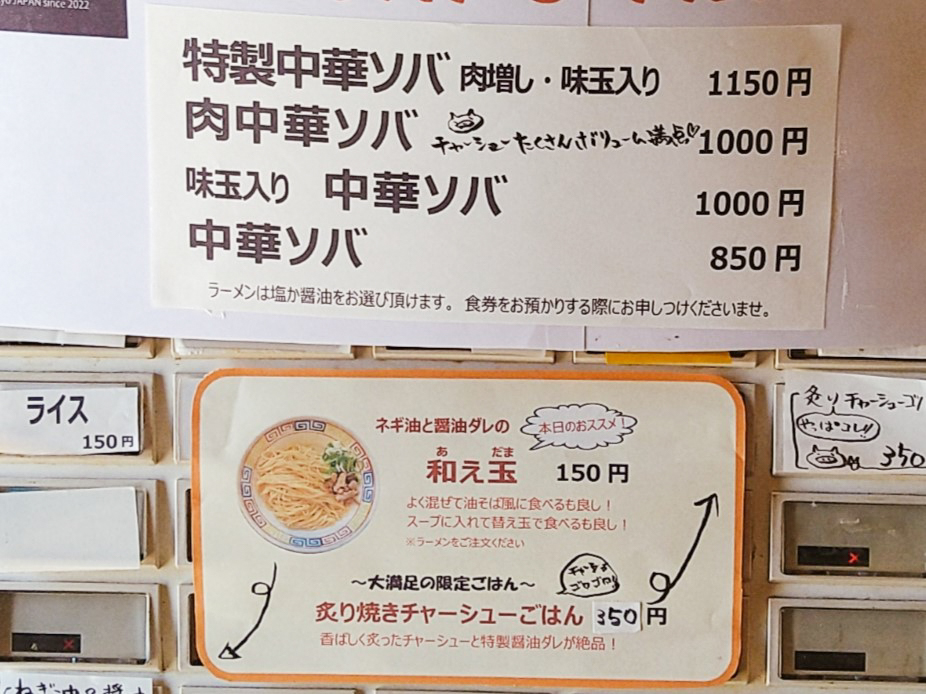 JAPAN since 2022
特製中華ソバ 肉増し・味玉入り 1150円
肉中華ソバ チャーシューたくさんボリューム満点♡ 1000円
味玉入り 中華ソバ 1000円
中華ソバ 850円
ラーメンは塩か醤油をお選び頂けます。 食券をお預かりする際にお申しつけくださいませ。
ライス
150円
ネギ油と醤油ダレの
本日のおススメ!
あ だま
和え玉 150円
よく混ぜて油そば風に食べるも良し!
スープに入れて替え玉で食べるも良し!
※ラーメンをご注文ください
~大満足の限定ごはん~
チャーシュー
ゴロゴロ!
炙り焼きチャーシューごはん 350円
香ばしく炙ったチャーシューと特製醤油ダレが絶品!
炙りチャーシューゴハ
やっぱコレ!!
350